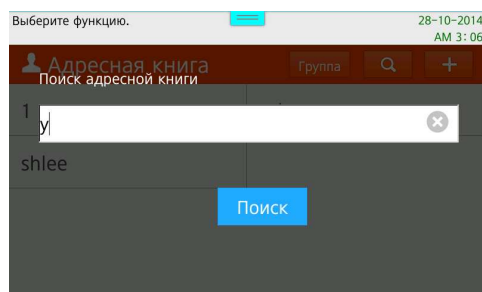 Выберите функцию.
28-10-2014
AM 3: 06
Адресная книга
Группа
Поиск адресной книги
1
y
shlee
Поиск